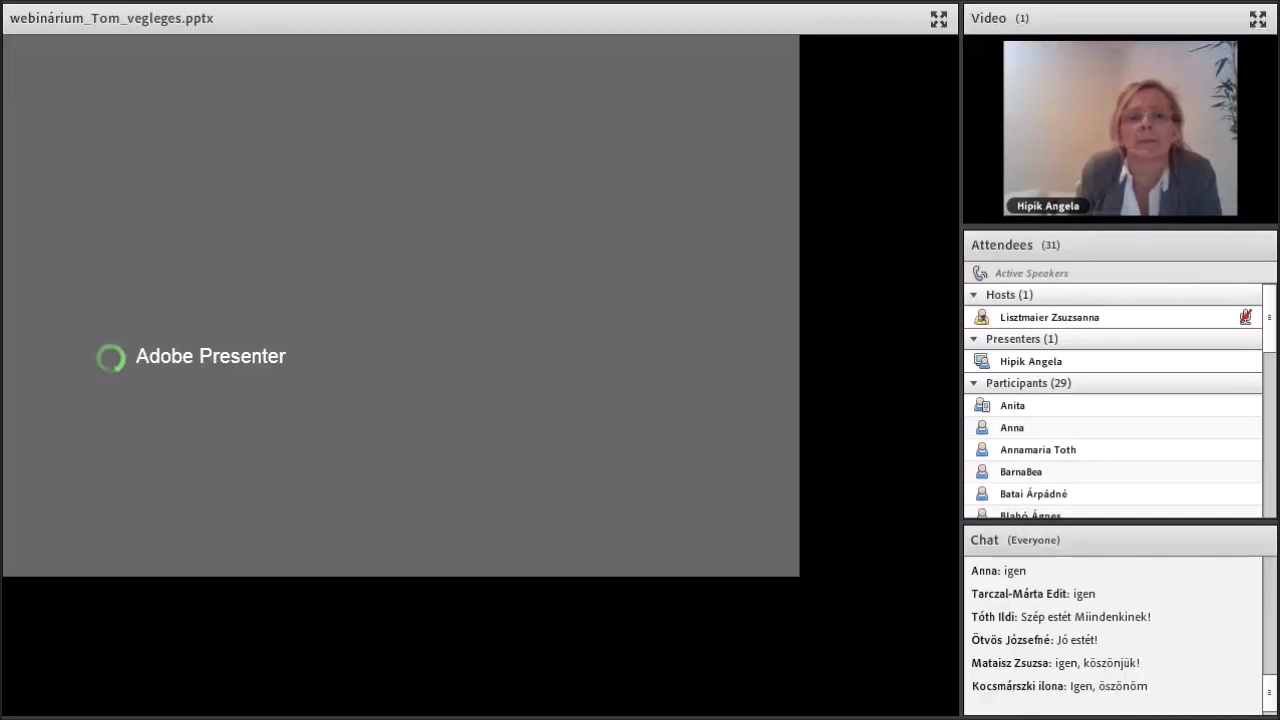 webinárium_Tom_vegleges.pptx
Adobe Presenter
Video (1)
Hipik Angela
Attendees (31)
Active Speakers
Hosts (1)
Lisztmaier Zsuzsanna
Presenters (1)
Hipik Angela
Participants (29)
Anita
Anna
Annamaria Toth
BarnaBea
Batai Árpádné
Blahó Ágnes
Chat (Everyone)
Anna: igen
Tarczal-Márta Edit: igen
Tóth Ildi: Szép estét Miindenkinek!
Ötvös Józsefné: Jó estét!
Mataisz Zsuzsa: igen, köszönjük!
Kocsmárszki ilona: Igen, öszönöm